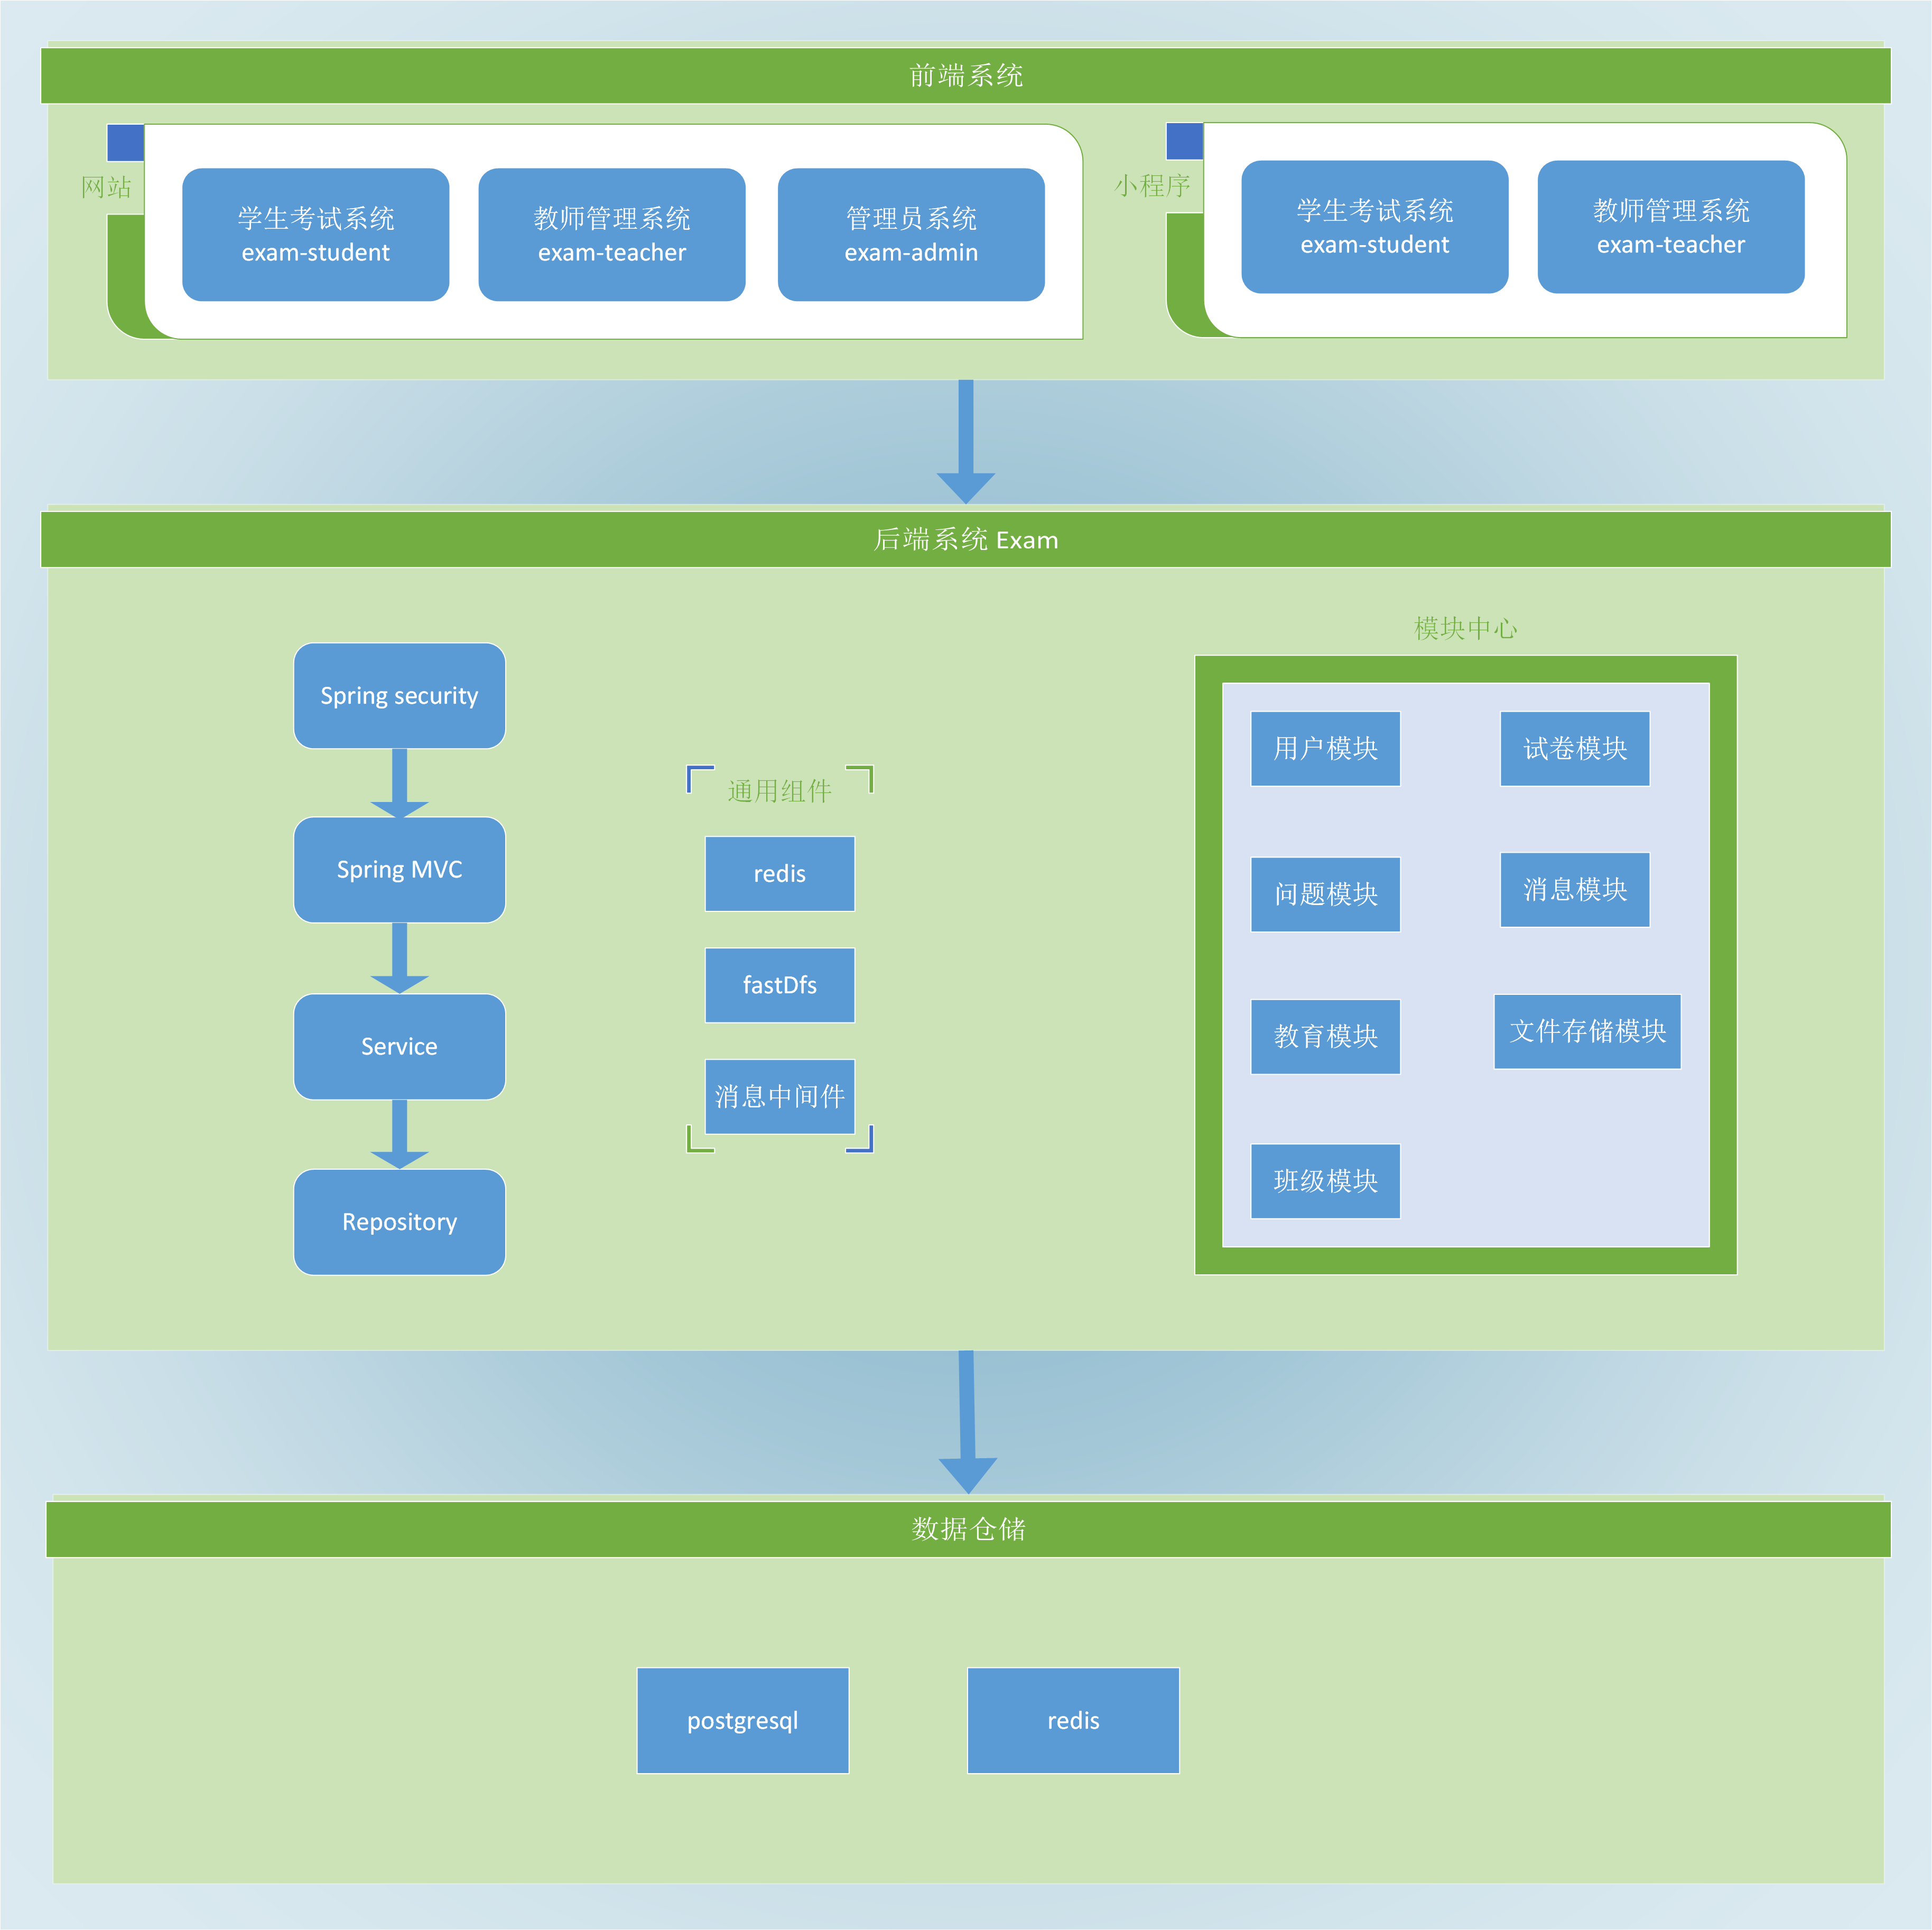 前端系统
网站
学生考试系统
exam-student
教师管理系统
exam-teacher
管理员系统
exam-admin
小程序
学生考试系统
exam-student
教师管理系统
exam-teacher
后端系统 Exam
Spring security
Spring MVC
Service
Repository
通用组件
redis
fastDfs
消息中间件
模块中心
用户模块
试卷模块
问题模块
消息模块
教育模块
文件存储模块
班级模块
数据仓储
postgresql
redis